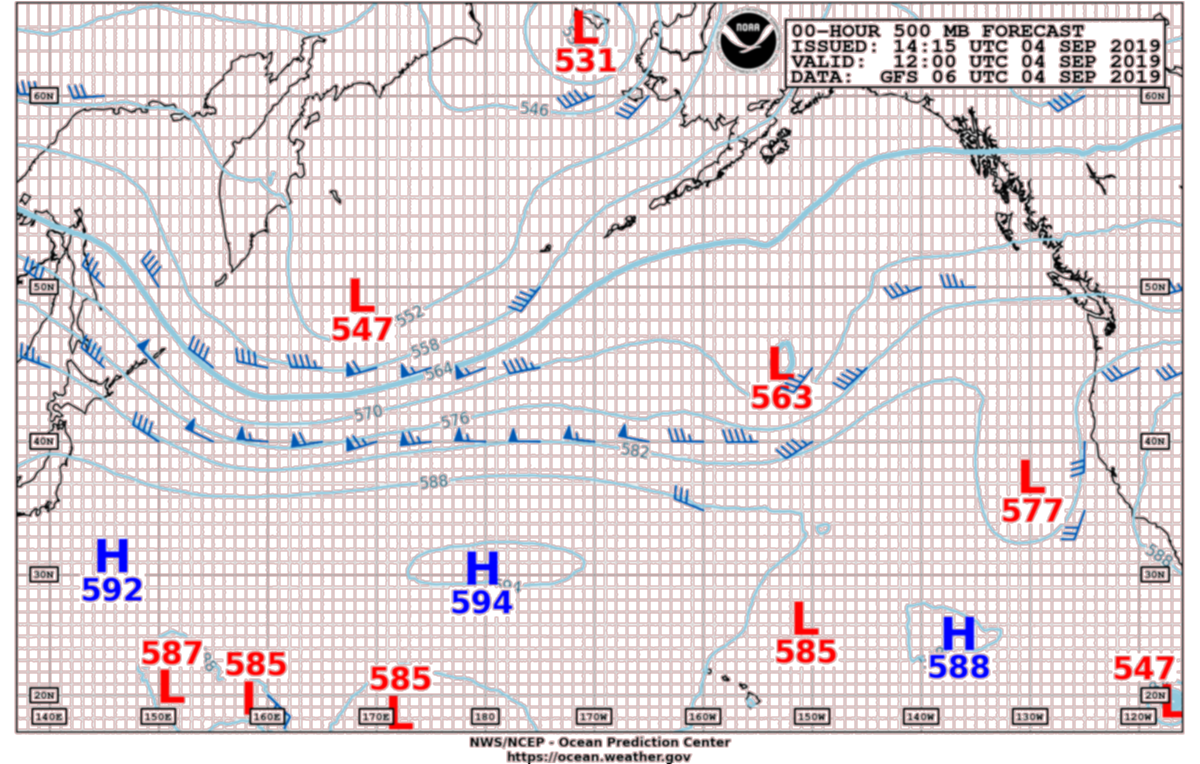 NOAA
00-HOUR 500 MB FORECAST
ISSUED: 14:15 UTC 04 SEP 2019
VALID: 12:00 UTC 04 SEP 2019
DATA: GFS 06 UTC 04 SEP 2019
L
531
60N
546
60N
50N
L
547
552
50N
558
564
L
563
570
576
40N
582
40N
588
L
577
H
592
H
594
594
30N
588
30N
L
585
H
588
587
L
585
L
585
L
547
L
20N
20N
140E
150E
160E
170E
180
170W
160W
150W
140W
130W
120W
NWS/NCEP - Ocean Prediction Center
https://ocean.weather.gov